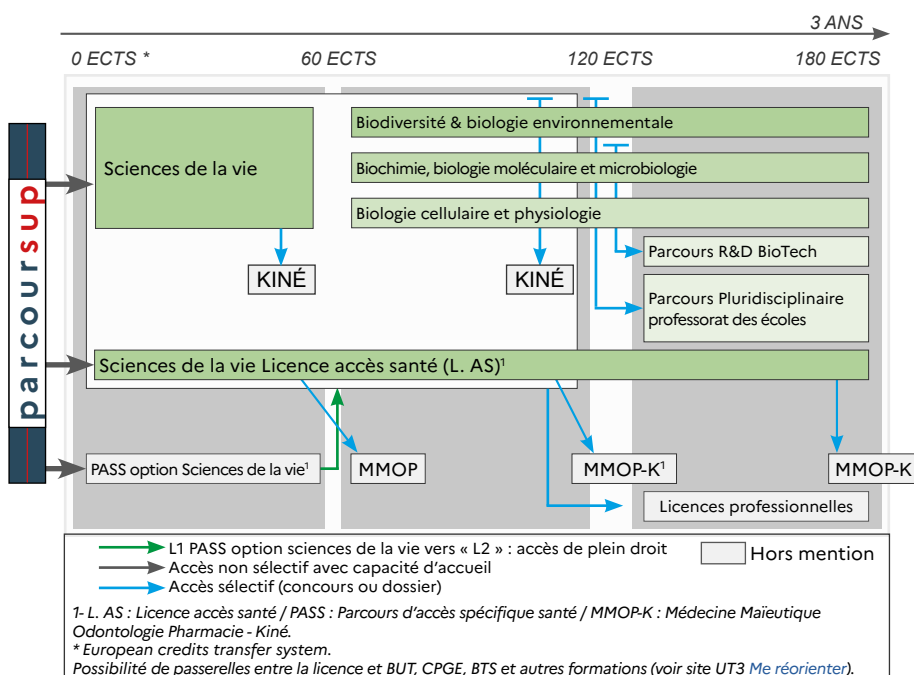 3 ANS
0 ECTS *
60 ECTS
120 ECTS
180 ECTS
parcoursup
Sciences de la vie
Biodiversité & biologie environnementale
Biochimie, biologie moléculaire et microbiologie
Biologie cellulaire et physiologie
KINÉ
KINÉ
Parcours R&D BioTech
Parcours Pluridisciplinaire
professorat des écoles
Sciences de la vie Licence accès santé (L. AS)¹
PASS option Sciences de la vie¹
MMOP
MMOP-K¹
MMOP-K
Licences professionnelles
L1 PASS option sciences de la vie vers « L2 » : accès de plein droit
Accès non sélectif avec capacité d'accueil
Accès sélectif (concours ou dossier)
Hors mention
1- L. AS : Licence accès santé / PASS : Parcours d'accès spécifique santé / MMOP-K : Médecine Maïeutique
Odontologie Pharmacie - Kiné.
* European credits transfer system.
Possibilité de passerelles entre la licence et BUT, CPGE, BTS et autres formations (voir site UT3 Me réorienter).